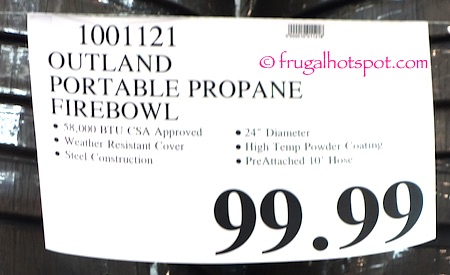 1001121
© frugalhotspot.com
OUTLAND
PORTABLE PROPANE
FIREBOWL
• 58,000 BTU CSA Approved
• Weather Resistant Cover
• Steel Construction
• 24" Diameter
• High Temp Powder Coating
• PreAttached 10' Hose
99.99